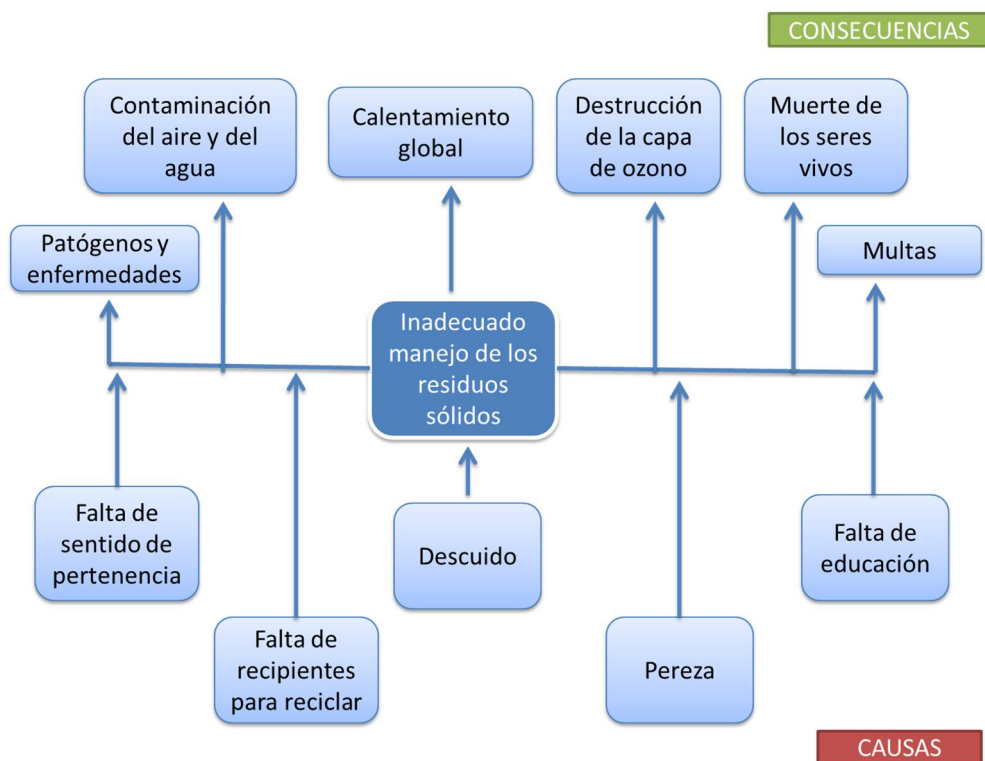 CONSECUENCIAS
Contaminación
del aire y del
agua
Calentamiento
global
Destrucción
de la capa
de ozono
Muerte de
los seres
vivos
Patógenos y
enfermedades
Multas
Inadecuado
manejo de los
residuos
sólidos
Falta de
sentido de
pertenencia
Descuido
Falta de
educación
Falta de
recipientes
para reciclar
Pereza
CAUSAS